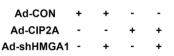 Ad-CON + + - -
Ad-CIP2A - - + +
Ad-shHMGA1 - + - +